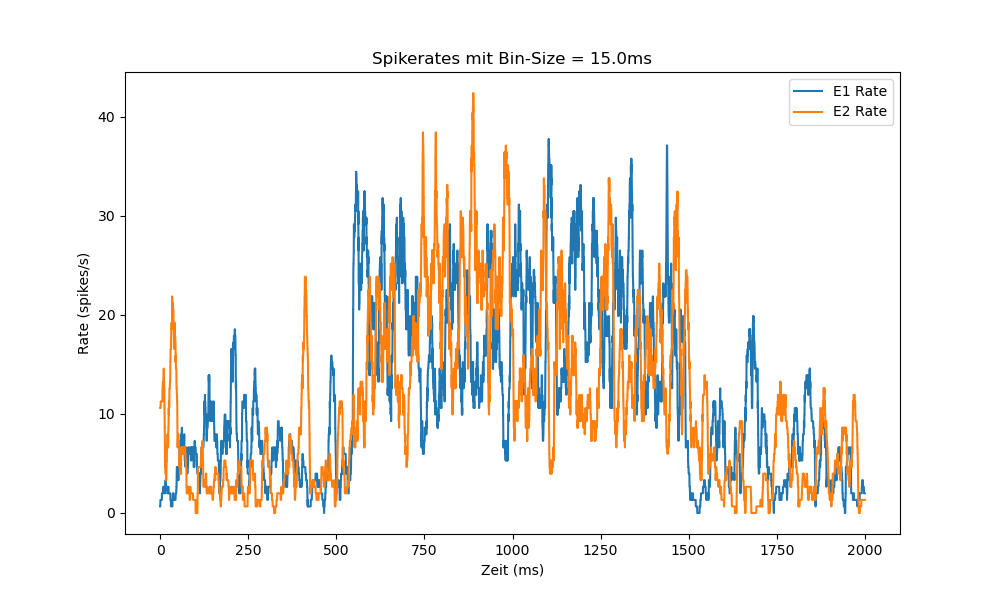 Spikerates mit Bin-Size = 15.0ms
E1 Rate
E2 Rate
40
30
20
10
0
Rate (spikes/s)
0 250 500 750 1000 1250 1500 1750 2000
Zeit (ms)